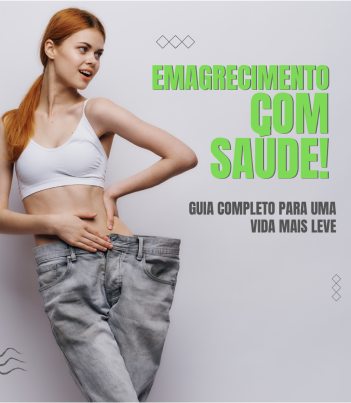 EMAGRECIMENTO
COM
SAÚDE!
GUIA COMPLETO PARA UMA
VIDA MAIS LEVE